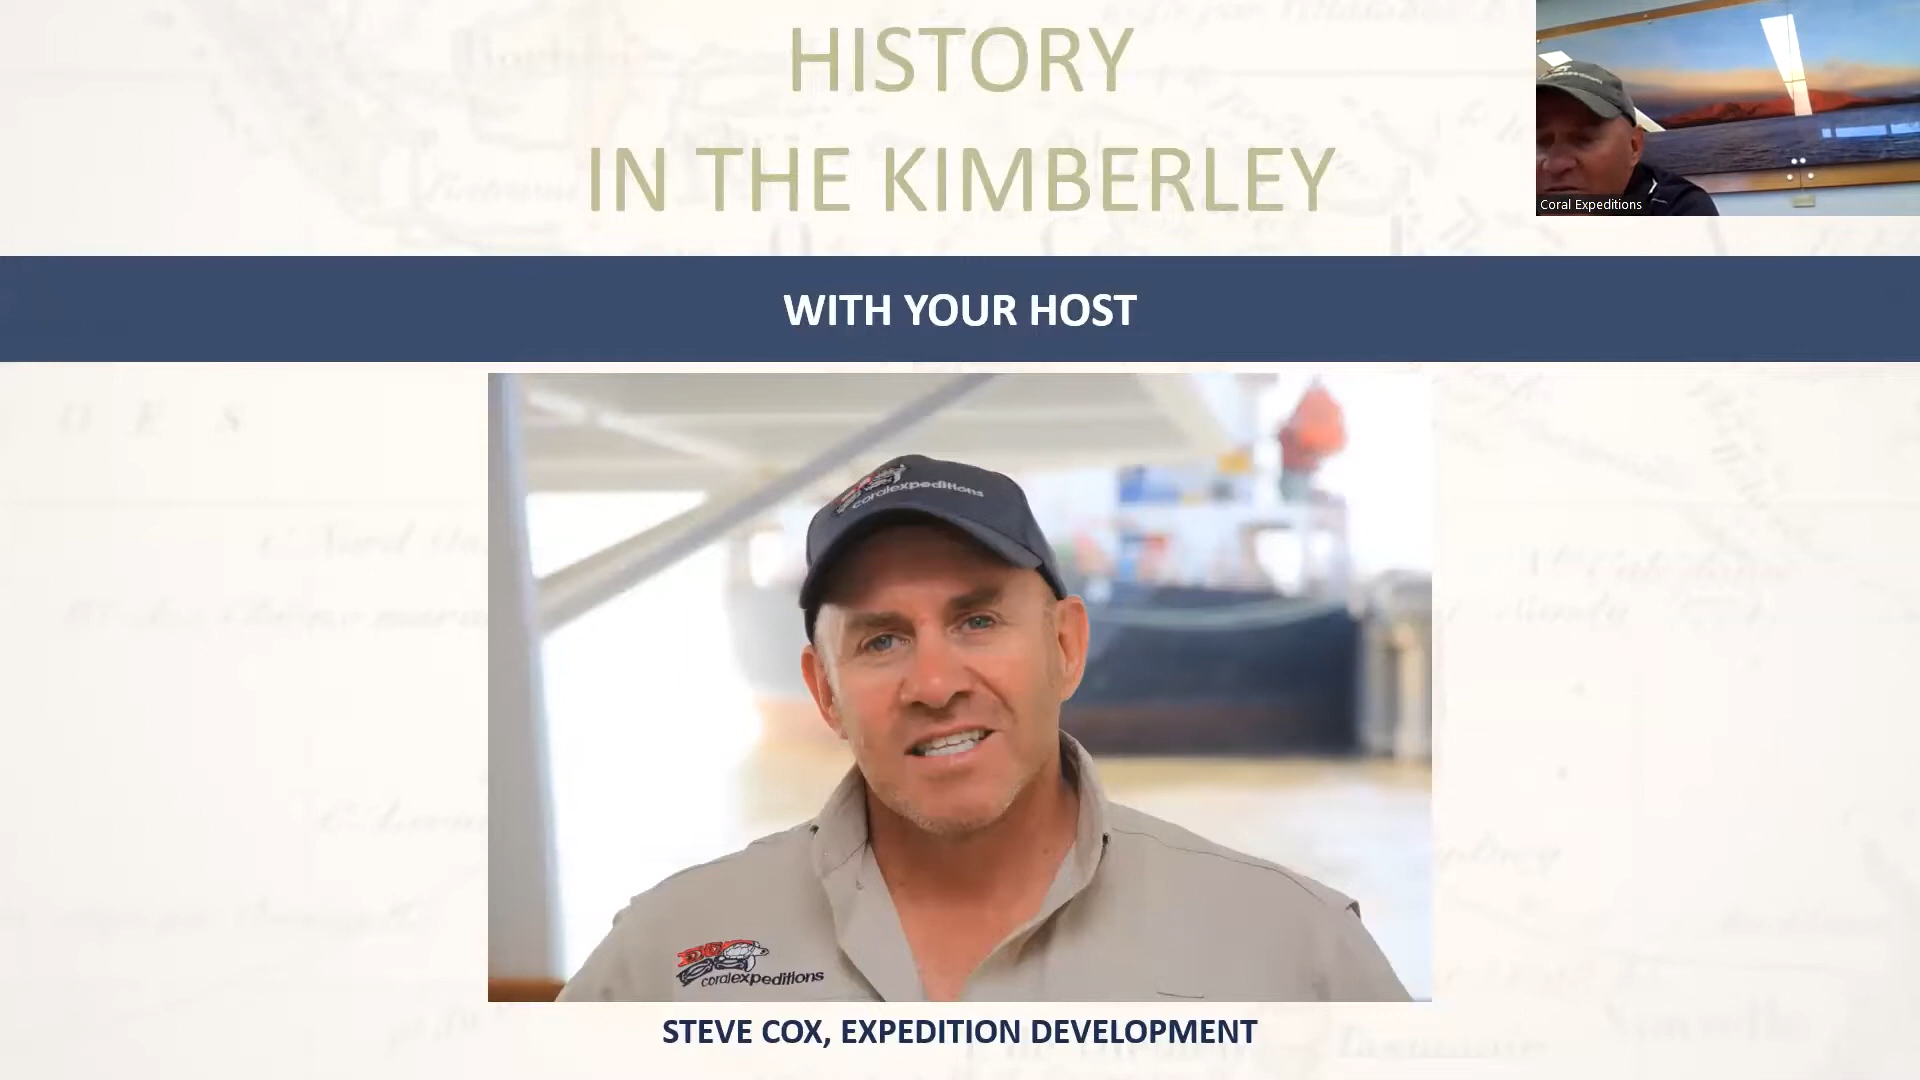 HISTORY
IN THE KIMBERLEY
Coral Expeditions
WITH YOUR HOST
coralexpeditions
coralexpeditions
STEVE COX, EXPEDITION DEVELOPMENT